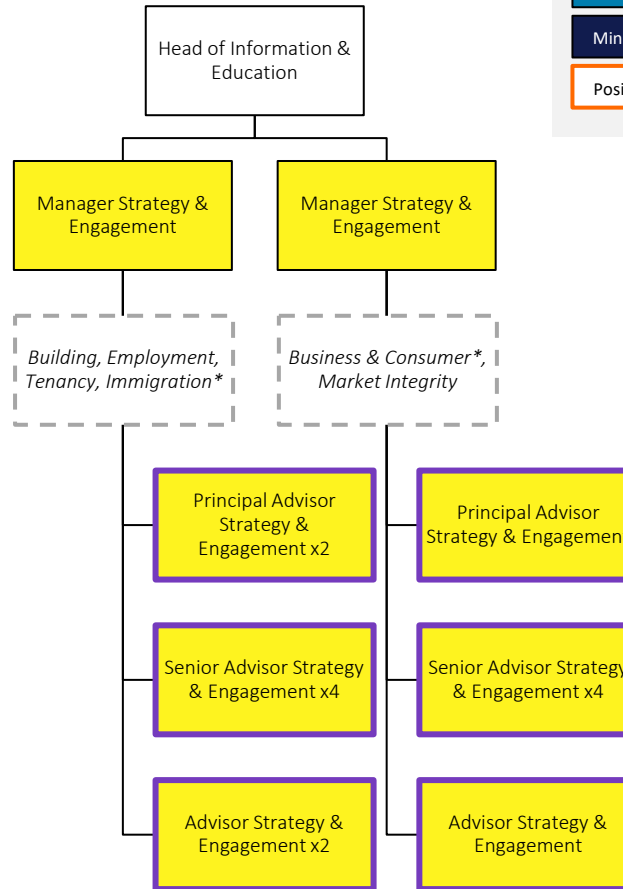 Head of Information &
Education
Min
Posi
Manager Strategy &
Engagement
Manager Strategy &
Engagement
Building, Employment,
Tenancy, Immigration*
Business & Consumer*,
Market Integrity
Principal Advisor
Strategy &
Engagement x2
Principal Advisor
Strategy & Engagemen
Senior Advisor Strategy
& Engagement x4
Senior Advisor Strategy
& Engagement x4
Advisor Strategy &
Engagement x2
Advisor Strategy &
Engagement